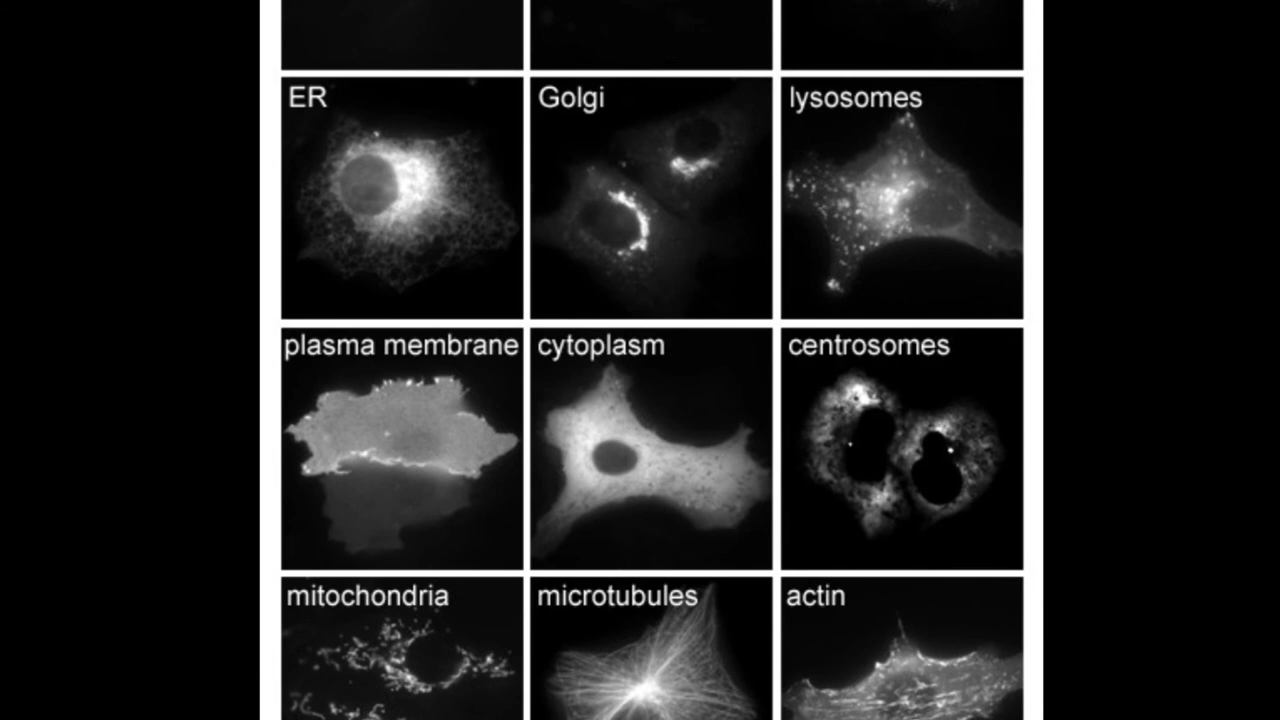 ER
Golgi
lysosomes
plasma membrane
cytoplasm
centrosomes
mitochondria
microtubules
actin